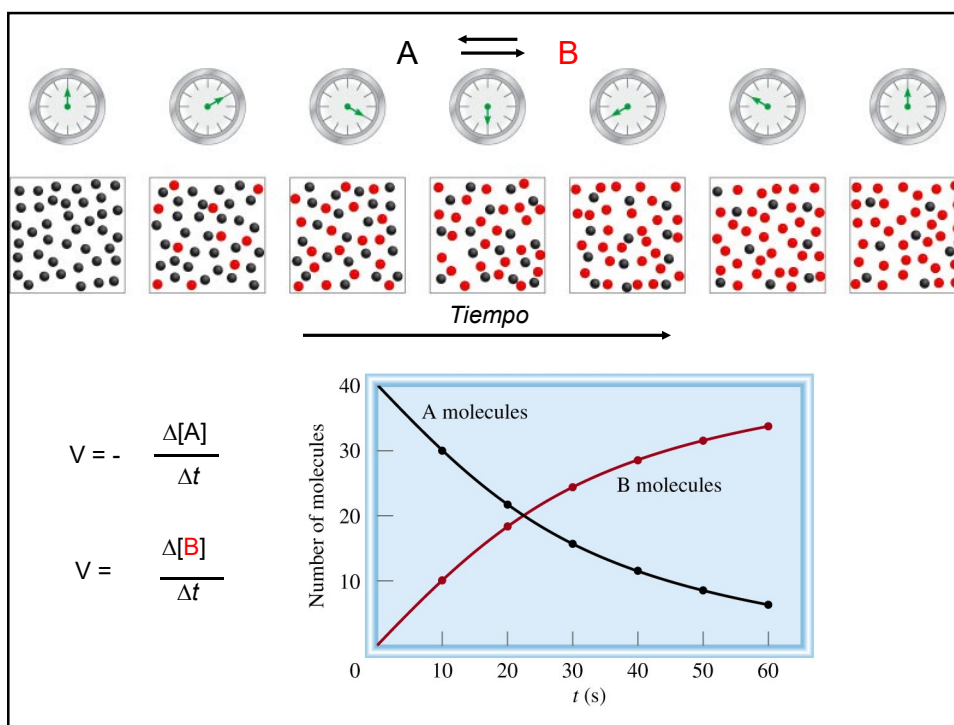 A ⇄ B
Tiempo
V = - Δ[A]
Δt
V = Δ[B]
Δt
Number of molecules
40
30
20
10
0
A molecules
B molecules
10 20 30 40 50 60
t (s)